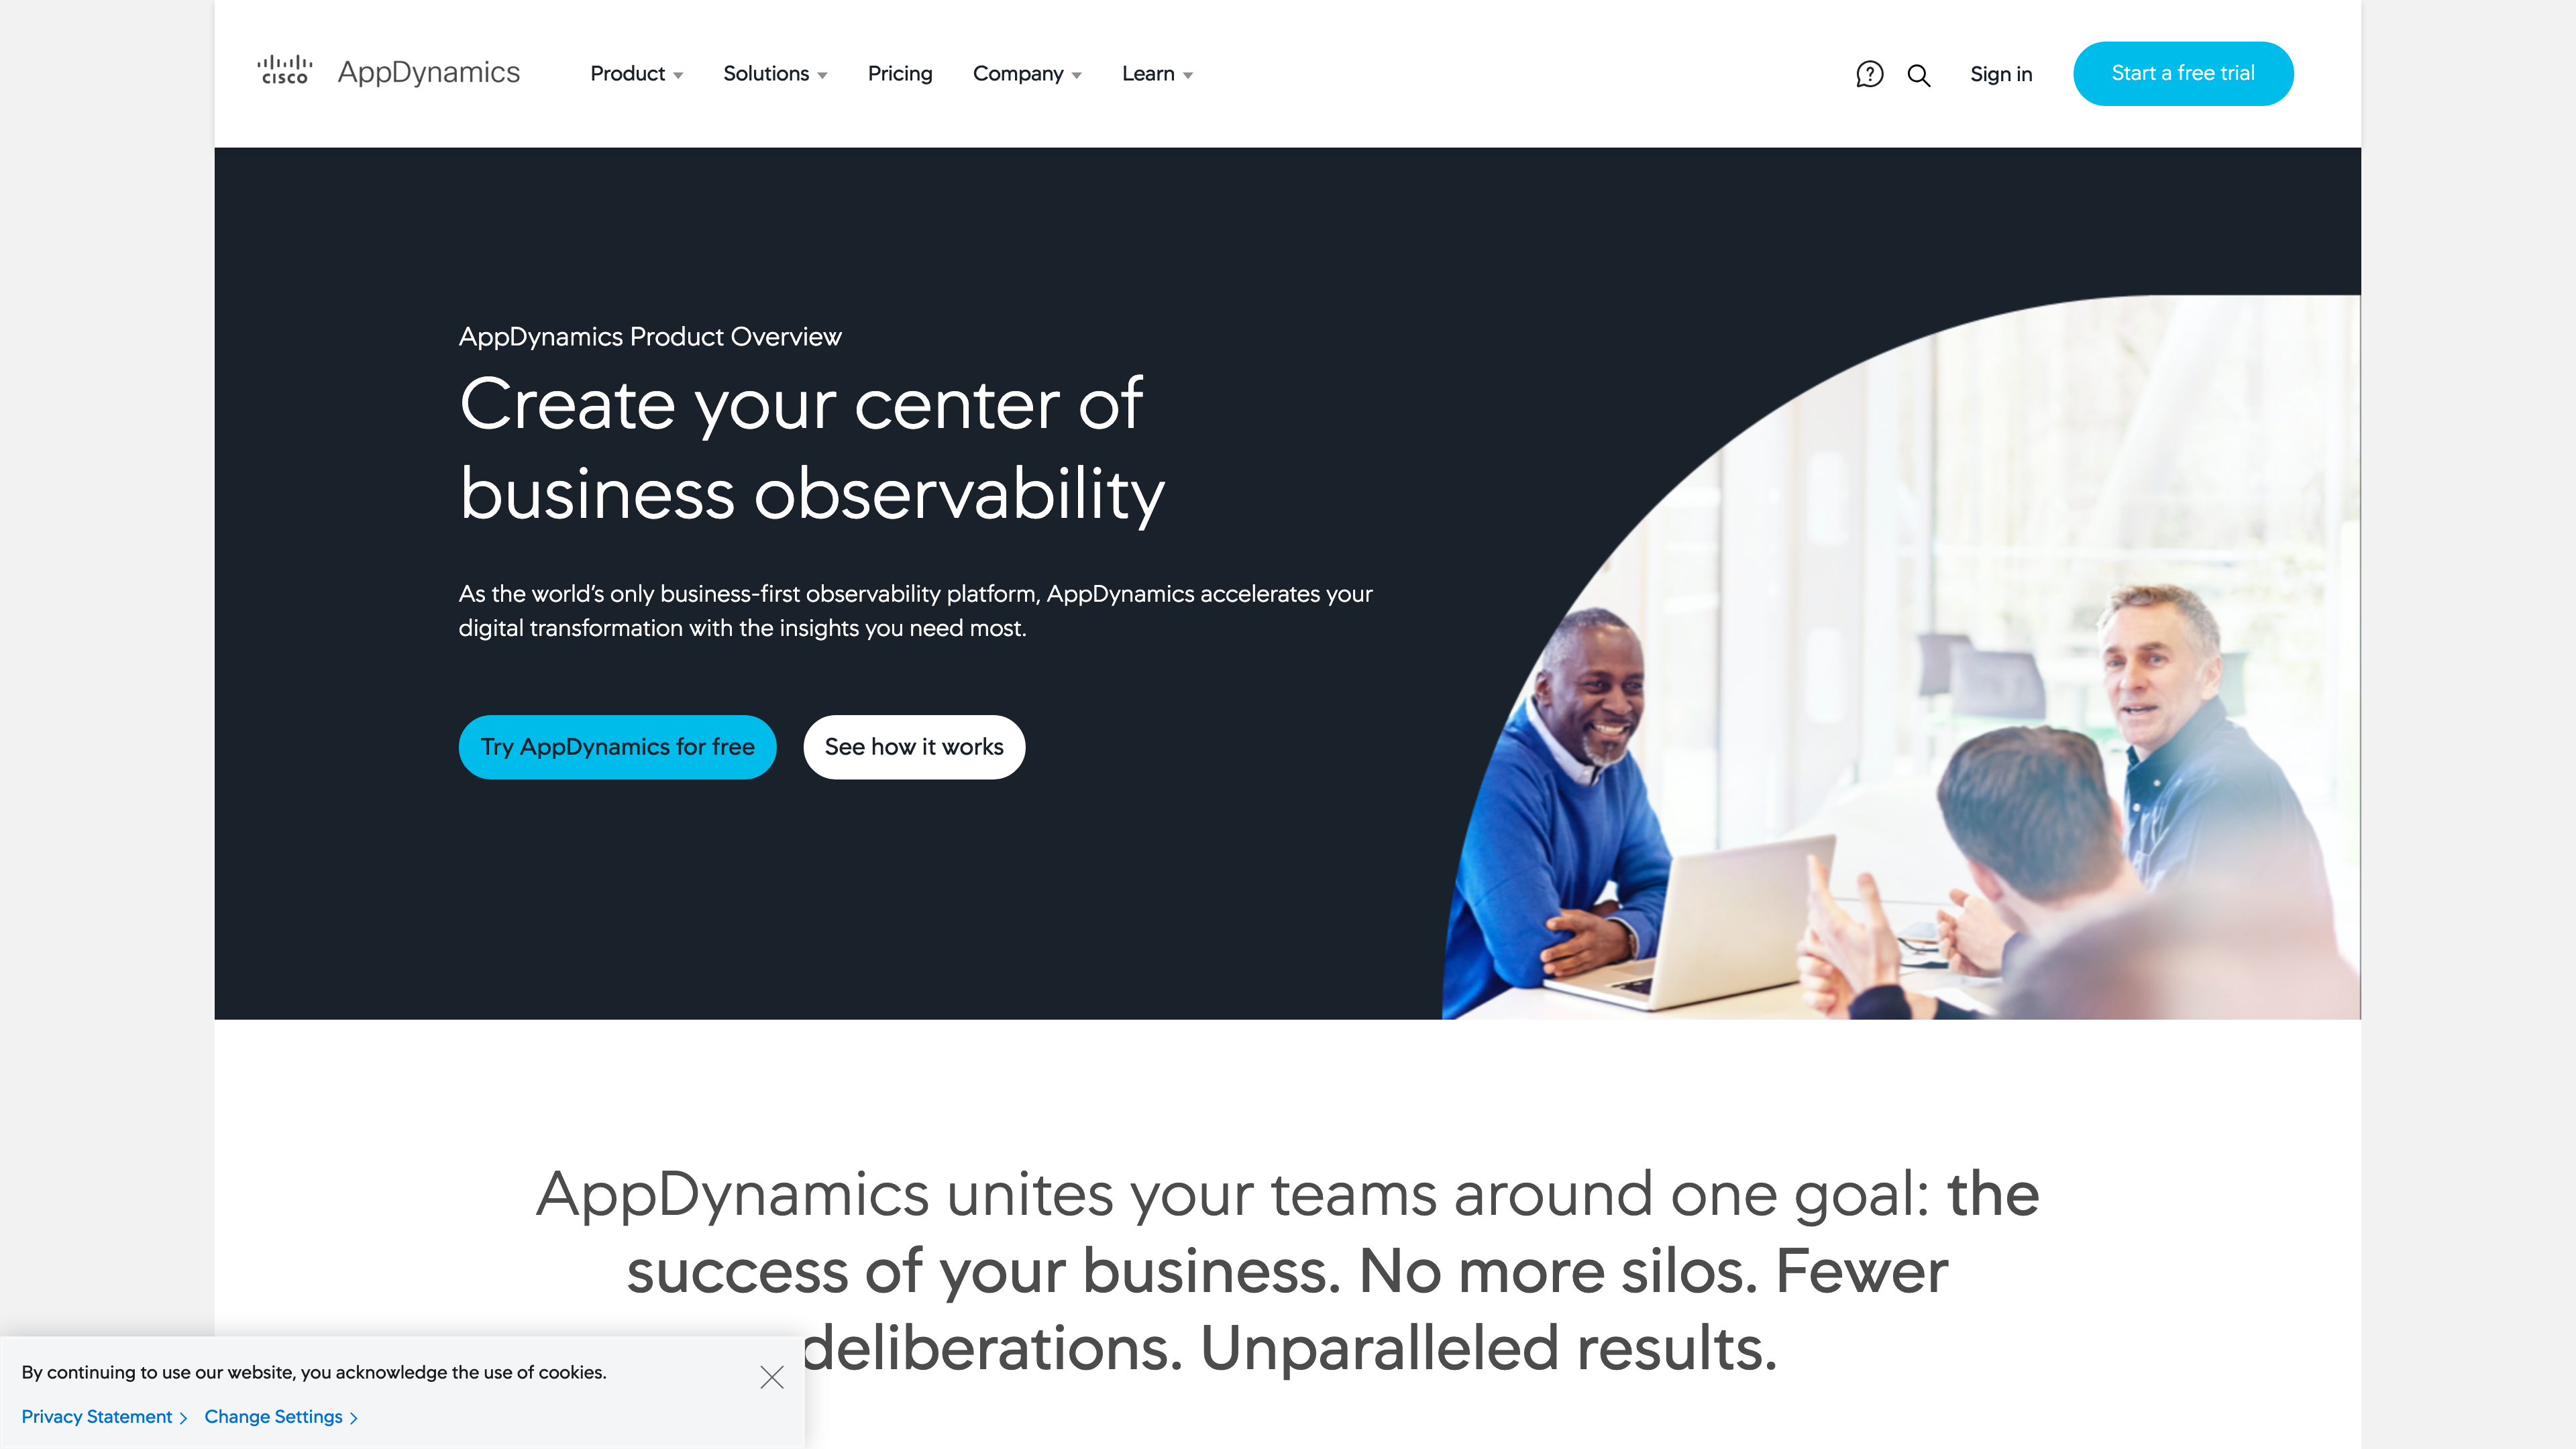 CISCO AppDynamics
Product
Solutions
Pricing
Company
Learn
Sign in
Start a free trial
AppDynamics Product Overview
Create your center of
business observability
As the world’s only business-first observability platform, AppDynamics accelerates your
digital transformation with the insights you need most.
Try AppDynamics for free
See how it works
AppDynamics unites your teams around one goal: the
success of your business. No more silos. Fewer
deliberations. Unparalleled results.
By continuing to use our website, you acknowledge the use of cookies.
Privacy Statement
Change Settings